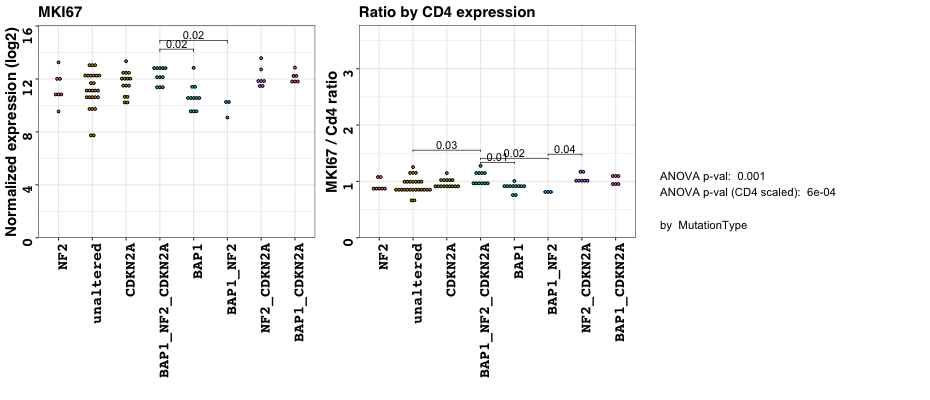 MKI67
Normalized expression (log2)
16
12
8
4
0
0.02
0.02
NF2
unaltered
CDKN2A
BAP1_NF2_CDKN2A
BAP1
BAP1_NF2
NF2_CDKN2A
BAP1_CDKN2A
Ratio by CD4 expression
MKI67 / Cd4 ratio
3
2
1
0
0.03
0.01
0.02
0.04
NF2
unaltered
CDKN2A
BAP1_NF2_CDKN2A
BAP1
BAP1_NF2
NF2_CDKN2A
BAP1_CDKN2A
ANOVA p-val: 0.001
ANOVA p-val (CD4 scaled): 6e-04
by MutationType